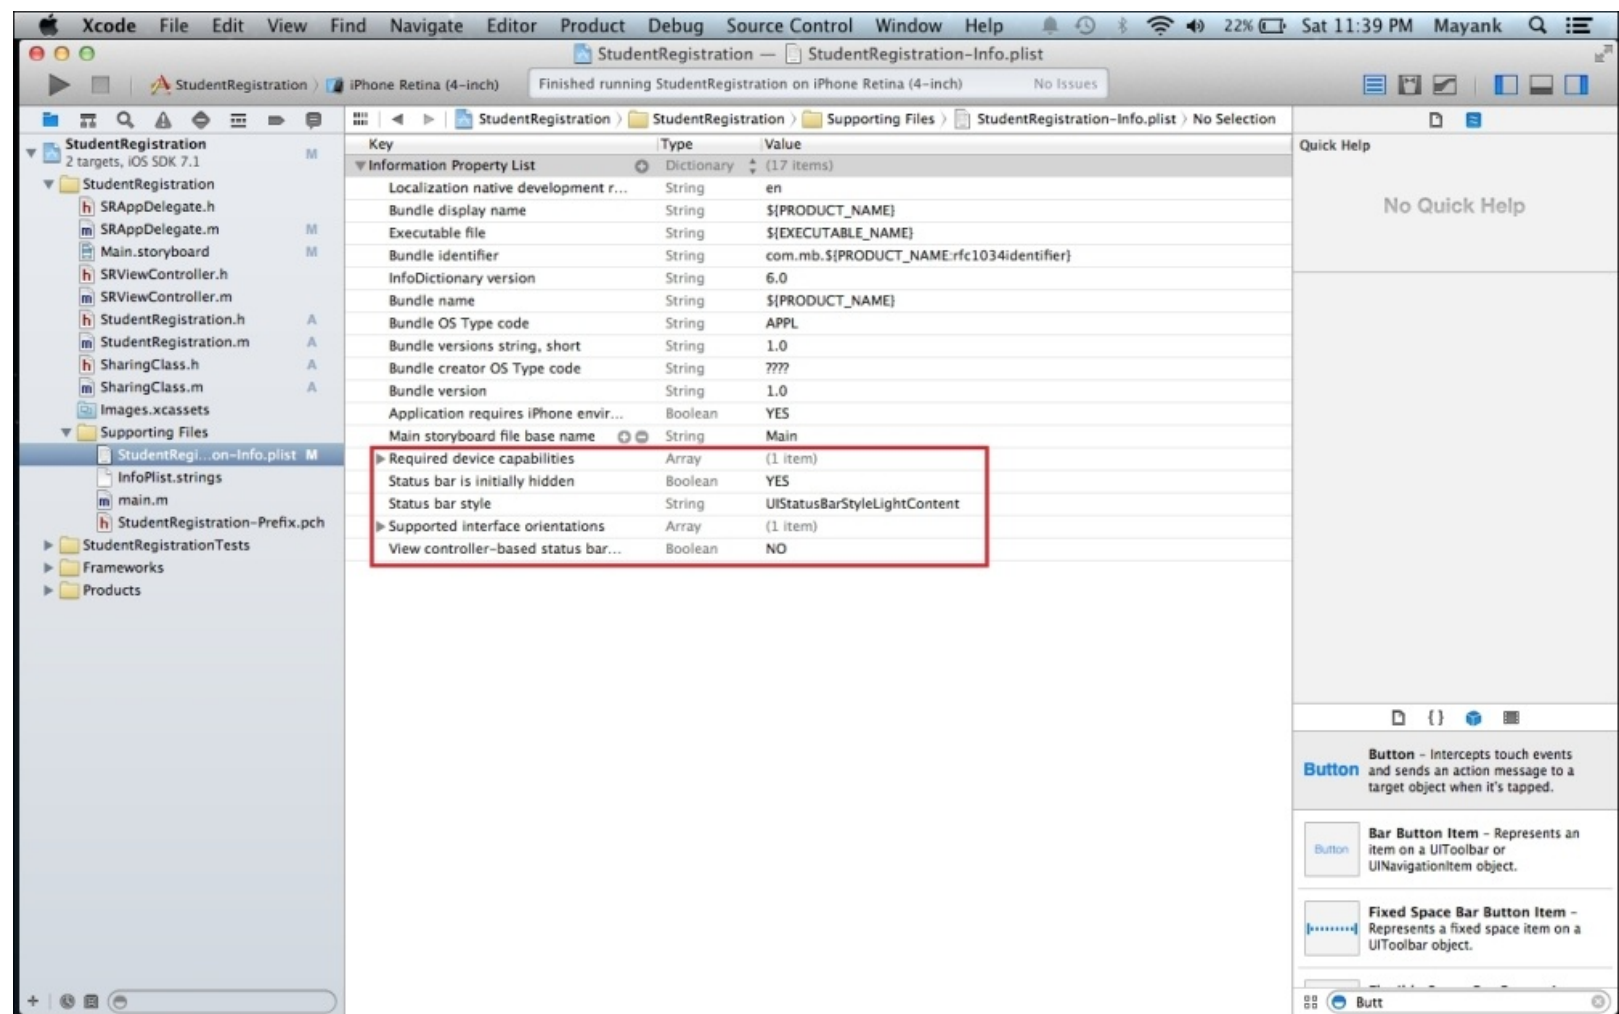 Xcode File Edit View Find Navigate Editor Product Debug Source Control Window Help 22% Sat 11:39 PM Mayank
StudentRegistration — StudentRegistration-Info.plist
StudentRegistration iPhone Retina (4-inch) Finished running StudentRegistration on iPhone Retina (4-inch) No Issues
StudentRegistration StudentRegistration Supporting Files StudentRegistration-Info.plist No Selection
StudentRegistration M
2 targets, iOS SDK 7.1
StudentRegistration
h SRAppDelegate.h
m SRAppDelegate.m M
Main.storyboard M
h SRViewController.h
m SRViewController.m
h StudentRegistration.h A
m StudentRegistration.m A
h SharingClass.h A
m SharingClass.m A
Images.xcassets
Supporting Files
StudentRegi...on-Info.plist M
InfoPlist.strings
m main.m
h StudentRegistration-Prefix.pch
StudentRegistrationTests
Frameworks
Products
Key Type Value
Information Property List Dictionary (17 items)
Localization native development r... String en
Bundle display name String ${PRODUCT_NAME}
Executable file String ${EXECUTABLE_NAME}
Bundle identifier String com.mb.${PRODUCT_NAME:rfc1034identifier}
InfoDictionary version String 6.0
Bundle name String ${PRODUCT_NAME}
Bundle OS Type code String APPL
Bundle versions string, short String 1.0
Bundle creator OS Type code String ????
Bundle version String 1.0
Application requires iPhone envir... Boolean YES
Main storyboard file base name String Main
Required device capabilities Array (1 item)
Status bar is initially hidden Boolean YES
Status bar style String UIStatusBarStyleLightContent
Supported interface orientations Array (1 item)
View controller-based status bar... Boolean NO
Quick Help
No Quick Help
{}
Button
Button - Intercepts touch events
and sends an action message to a
target object when it's tapped.
Button
Bar Button Item - Represents an
item on a UIToolbar or
UINavigationItem object.
Fixed Space Bar Button Item -
Represents a fixed space item on a
UIToolbar object.
Butt